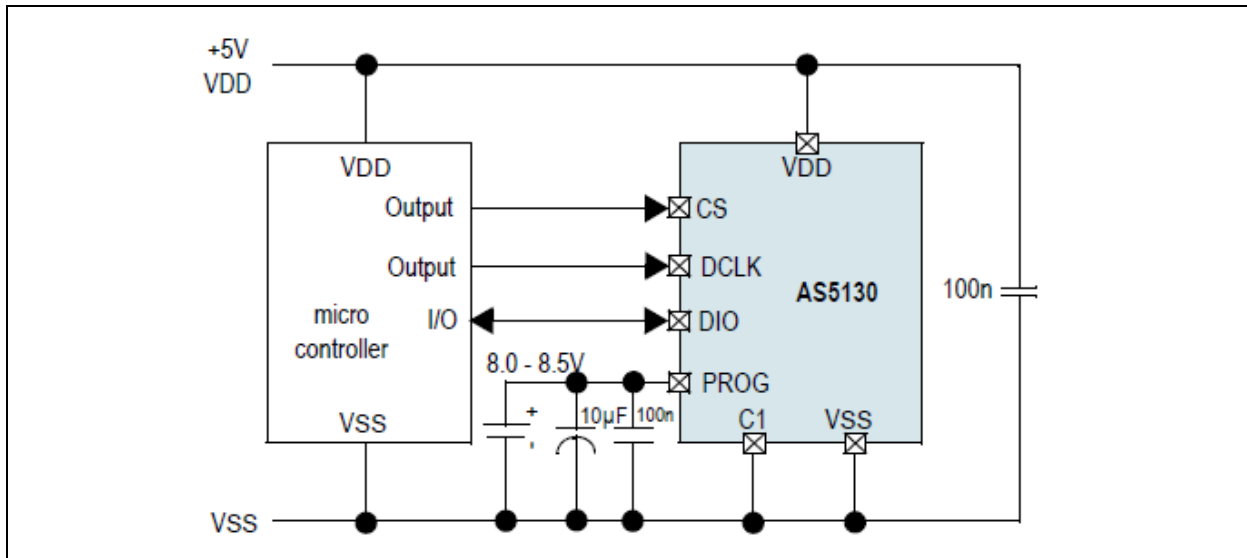 +5V
VDD
VDD
VDD
Output
CS
Output
DCLK
AS5130
100n
micro
controller
I/O
DIO
8.0 - 8.5V
PROG
+
10µF
100n
-
C1
VSS
VSS
VSS